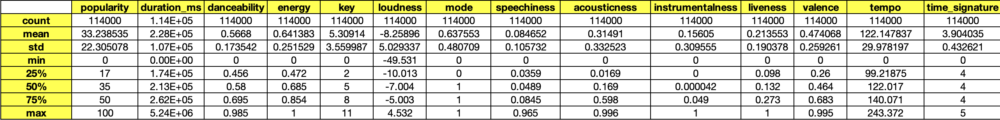 popularity duration_ms danceability energy key loudness mode speechiness acousticness instrumentalness liveness valence tempo time_signature
count 114000 1.14E+05 114000 114000 114000 114000 114000 114000 114000 114000 114000 114000 114000 114000
mean 33.238535 2.28E+05 0.5668 0.641383 5.30914 -8.25896 0.637553 0.084652 0.31491 0.15605 0.213553 0.474068 122.147837 3.904035
std 22.305078 1.07E+05 0.173542 0.251529 3.559987 5.029337 0.480709 0.105732 0.332523 0.309555 0.190378 0.259261 29.978197 0.432621
min 0 0.00E+00 0 0 0 -49.531 0 0 0 0 0 0 0 0
25% 17 1.74E+05 0.456 0.472 2 -10.013 0 0.0359 0.0169 0 0.098 0.26 99.21875 4
50% 35 2.13E+05 0.58 0.685 5 -7.004 1 0.0489 0.169 0.000042 0.132 0.464 122.017 4
75% 50 2.62E+05 0.695 0.854 8 -5.003 1 0.0845 0.598 0.049 0.273 0.683 140.071 4
max 100 5.24E+06 0.985 1 11 4.532 1 0.965 0.996 1 1 0.995 243.372 5